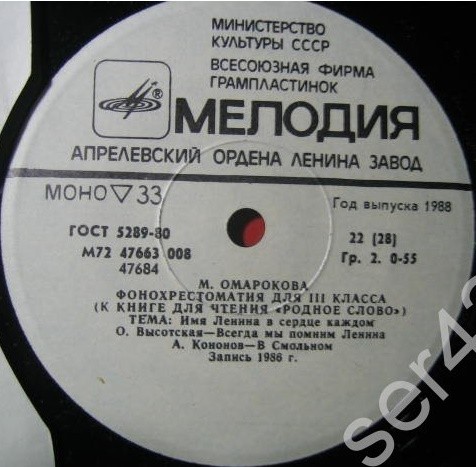 МИНИСТЕРСТВО
КУЛЬТУРЫ СССР
ВСЕСОЮЗНАЯ ФИРМА
ГРАМПЛАСТИНОК
®
МЕЛОДИЯ
АПРЕЛЕВСКИЙ ОРДЕНА ЛЕНИНА ЗАВОД
МОНО ▽ 33
Год выпуска 1988
ГОСТ 5289-80
22 (28)
М72 47663 008
Гр. 2. 0-55
47684
М. ОМАРОКОВА
ФОНОХРЕСТОМАТИЯ ДЛЯ III КЛАССА
(К КНИГЕ ДЛЯ ЧТЕНИЯ «РОДНОЕ СЛОВО»)
ТЕМА: Имя Ленина в сердце каждом
О. Высотская—Всегда мы помним Ленина
А. Кононов—В Смольном
Запись 1986 г.